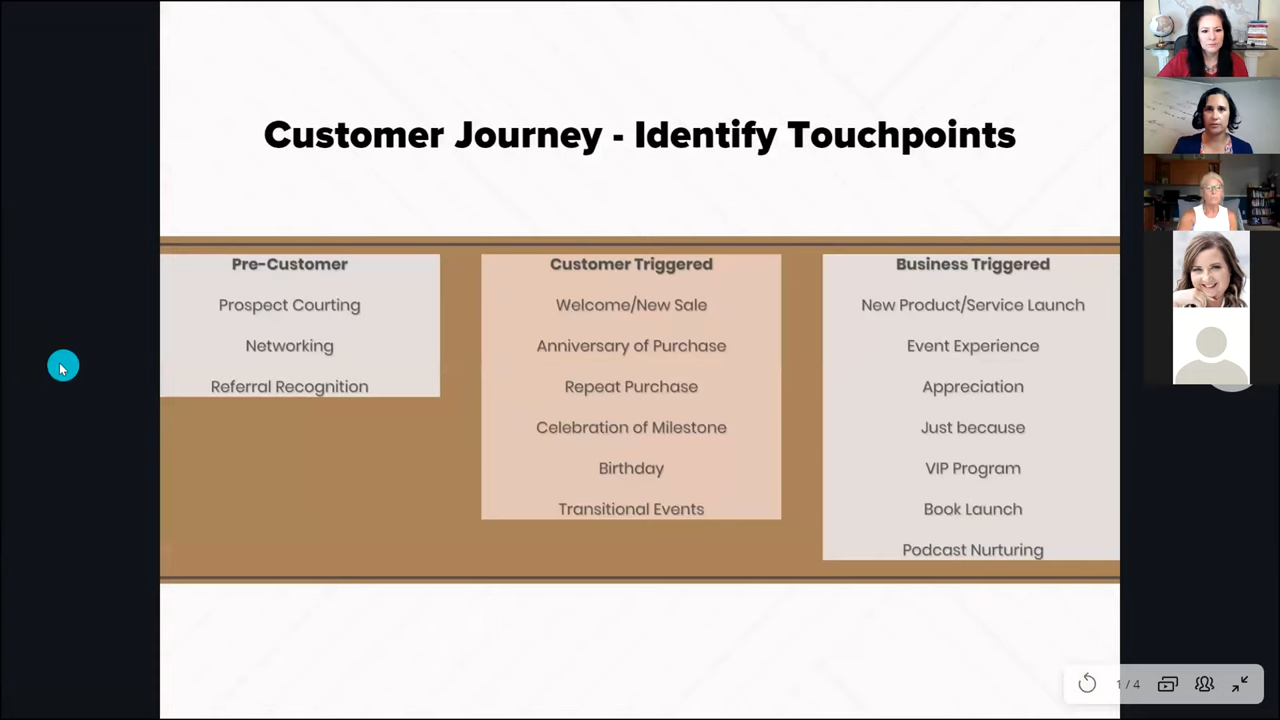 Customer Journey - Identify Touchpoints
Pre-Customer
Prospect Courting
Networking
Referral Recognition
Customer Triggered
Welcome/New Sale
Anniversary of Purchase
Repeat Purchase
Celebration of Milestone
Birthday
Transitional Events
Business Triggered
New Product/Service Launch
Event Experience
Appreciation
Just because
VIP Program
Book Launch
Podcast Nurturing
1 / 4